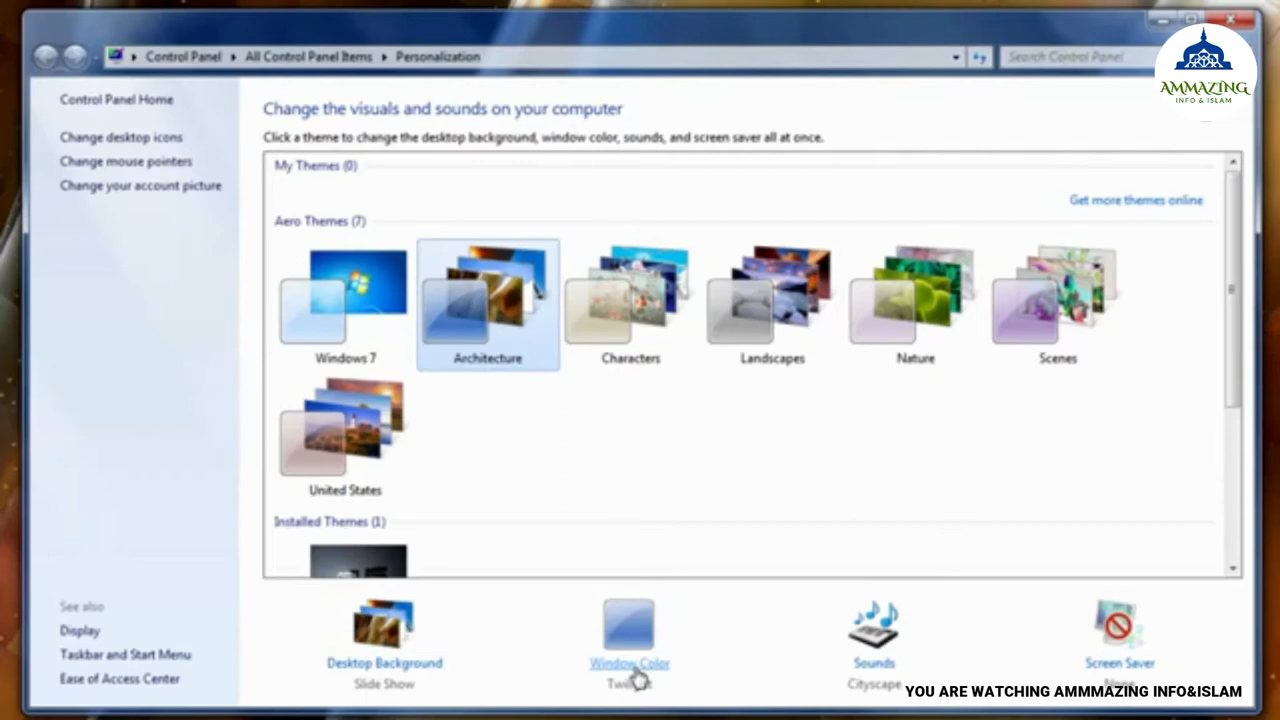 Control Panel ▸ All Control Panel Items ▸ Personalization
Search Control Panel
AMMAZING
INFO & ISLAM
Control Panel Home
Change desktop icons
Change mouse pointers
Change your account picture
Change the visuals and sounds on your computer
Click a theme to change the desktop background, window color, sounds, and screen saver all at once.
My Themes (0)
Get more themes online
Aero Themes (7)
Windows 7
Architecture
Characters
Landscapes
Nature
Scenes
United States
Installed Themes (1)
See also
Display
Taskbar and Start Menu
Ease of Access Center
Desktop Background
Slide Show
Window Color
Sounds
Cityscape
Screen Saver
YOU ARE WATCHING AMMMAZING INFO&ISLAM